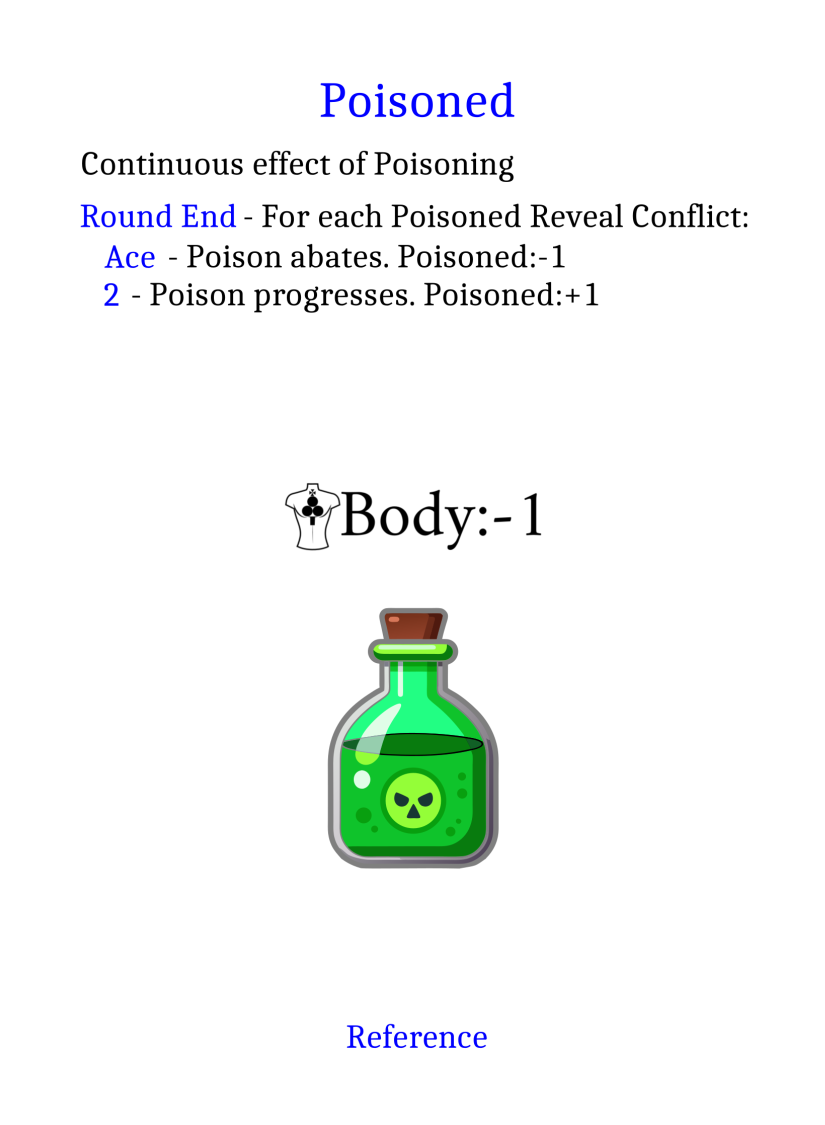 Poisoned
Continuous effect of Poisoning
Round End - For each Poisoned Reveal Conflict:
Ace - Poison abates. Poisoned:-1
2 - Poison progresses. Poisoned:+1
Body:-1
Reference